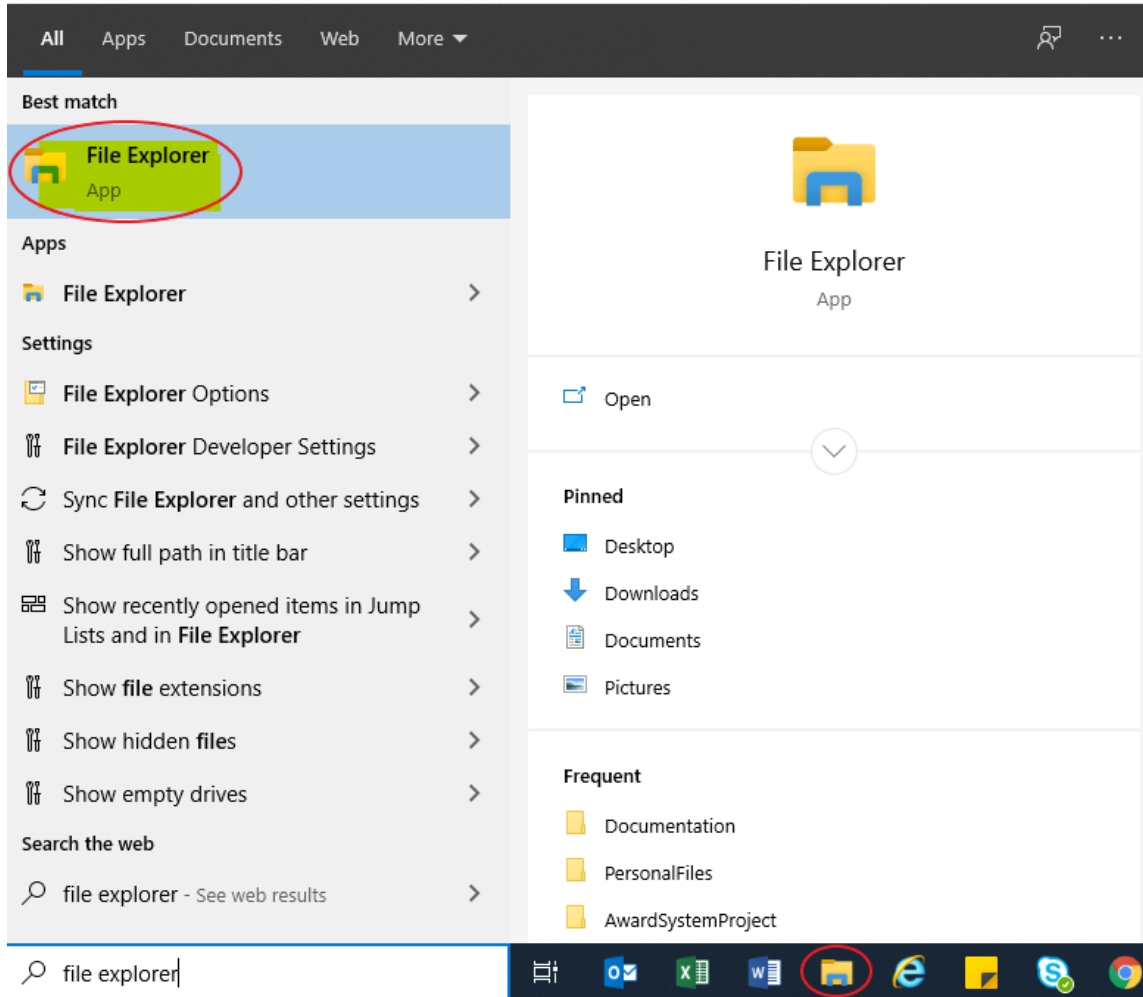 All Apps Documents Web More
Best match
File Explorer
App
Apps
File Explorer
Settings
File Explorer Options
File Explorer Developer Settings
Sync File Explorer and other settings
Show full path in title bar
Show recently opened items in Jump
Lists and in File Explorer
Show file extensions
Show hidden files
Show empty drives
Search the web
file explorer - See web results
file explorer
File Explorer
App
Open
Pinned
Desktop
Downloads
Documents
Pictures
Frequent
Documentation
PersonalFiles
AwardSystemProject